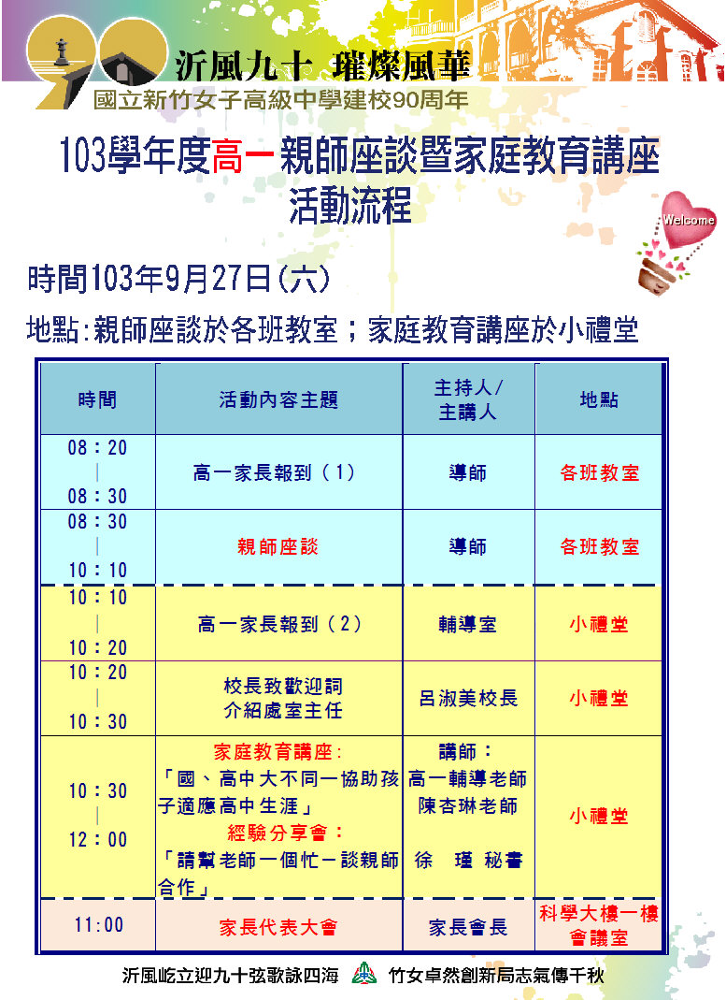 沂風九十 璀燦風華
國立新竹女子高級中學建校90周年
103學年度高一親師座談暨家庭教育講座
活動流程
Welcome
時間103年9月27日(六)
地點:親師座談於各班教室；家庭教育講座於小禮堂
時間
活動內容主題
主持人/
主講人
地點
08：20
|
08：30
高一家長報到（1）
導師
各班教室
08：30
|
10：10
親師座談
導師
各班教室
10：10
|
10：20
高一家長報到（2）
輔導室
小禮堂
10：20
|
10：30
校長致歡迎詞
介紹處室主任
呂淑美校長
小禮堂
10：30
|
12：00
家庭教育講座:
「國、高中大不同－協助孩
子適應高中生涯」
經驗分享會：
「請幫老師一個忙－談親師
合作」
講師：
高一輔導老師
陳杏琳老師
徐　瑾 秘書
小禮堂
11:00
家長代表大會
家長會長
科學大樓一樓
會議室
沂風屹立迎九十弦歌詠四海
竹女卓然創新局志氣傳千秋